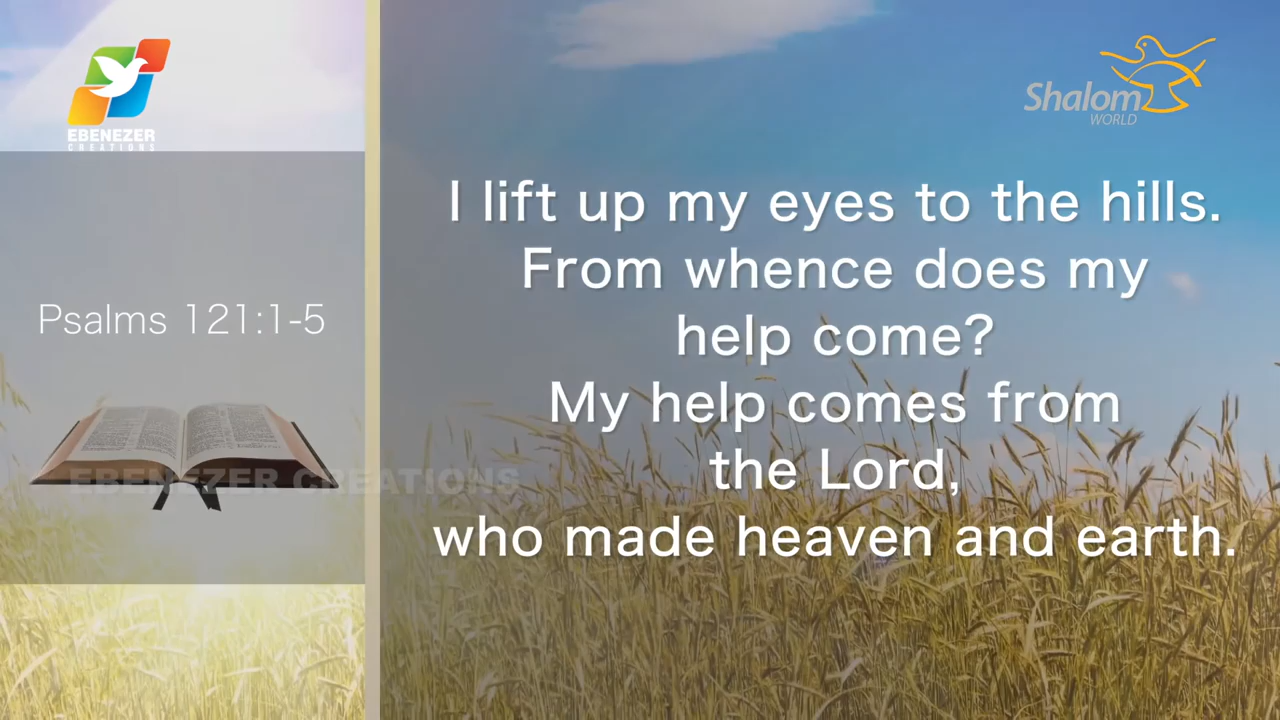 EBENEZER
CREATIONS
Shalom
WORLD
Psalms 121:1-5
I lift up my eyes to the hills.
From whence does my
help come?
My help comes from
the Lord,
who made heaven and earth.
EBENEZER CREATIONS